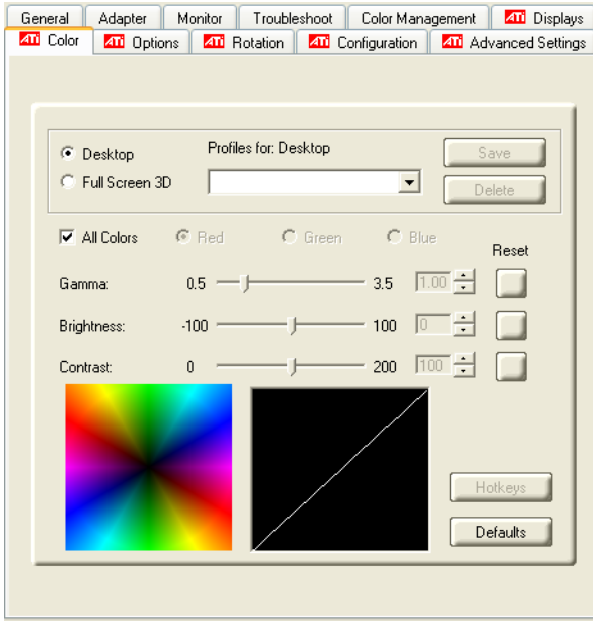 General Adapter Monitor Troubleshoot Color Management ATI Displays
ATI Color ATI Options ATI Rotation ATI Configuration ATI Advanced Settings
Desktop Profiles for: Desktop Save
Full Screen 3D Delete
All Colors Red Green Blue
Reset
Gamma: 0.5 3.5 1.00
Brightness: -100 100 0
Contrast: 0 200 100
Hotkeys
Defaults